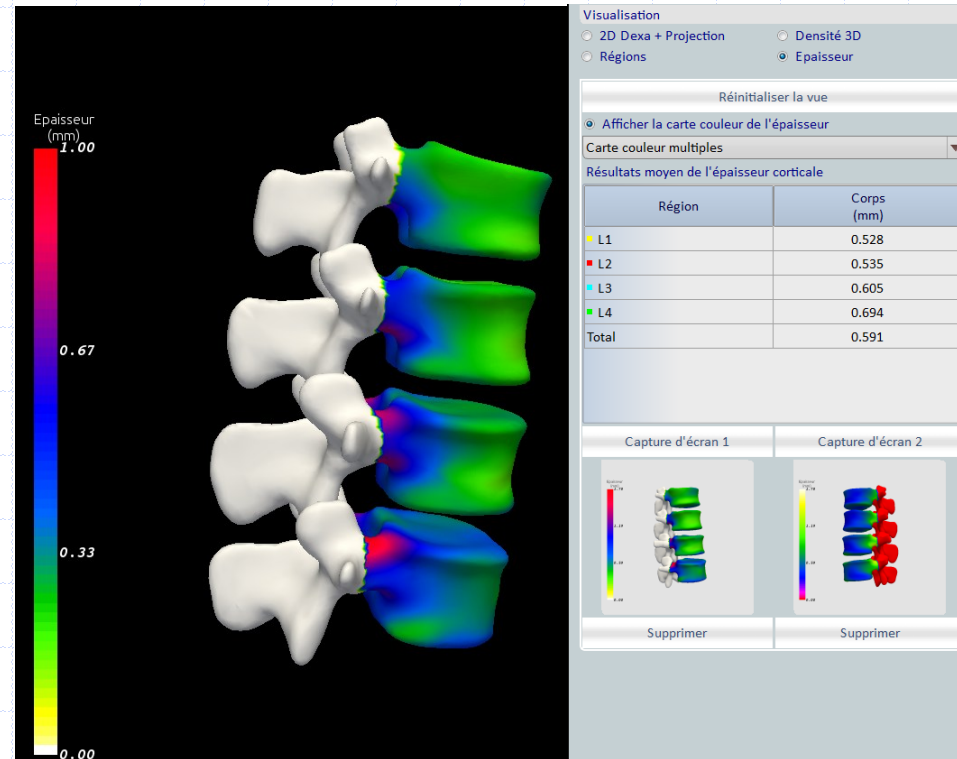 Visualisation
2D Dexa + Projection
Densité 3D
Régions
Epaisseur
Réinitialiser la vue
Afficher la carte couleur de l'épaisseur
Carte couleur multiples
Résultats moyen de l'épaisseur corticale
Région
Corps
(mm)
L1 0.528
L2 0.535
L3 0.605
L4 0.694
Total 0.591
Capture d'écran 1
Capture d'écran 2
Supprimer
Supprimer
Epaisseur
(mm)
1.00
0.67
0.33
0.00